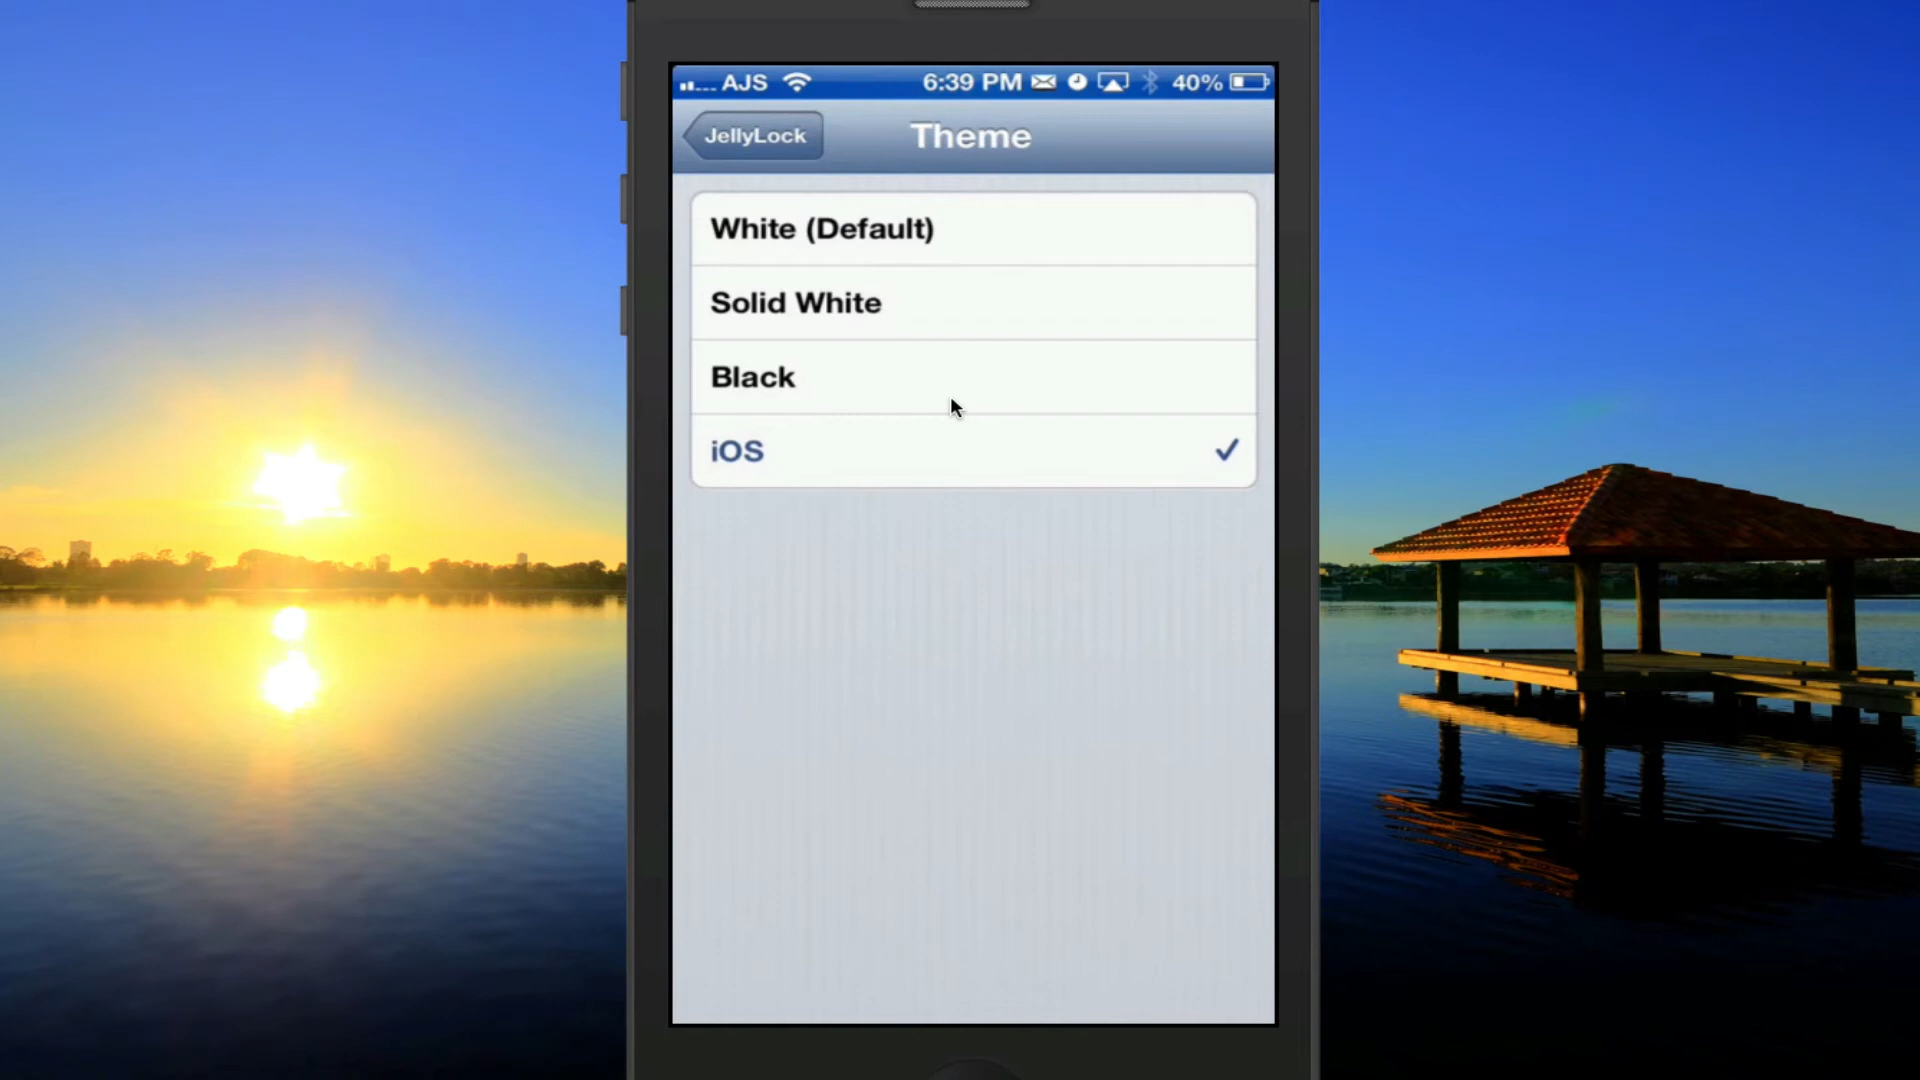 AJS 6:39 PM 40%
JellyLock Theme
White (Default)
Solid White
Black
iOS